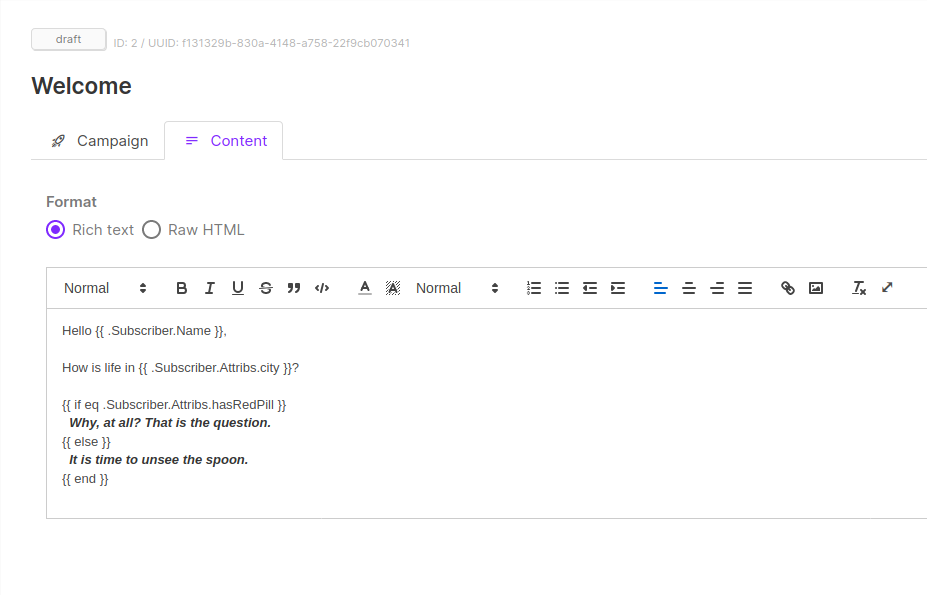 draft ID: 2 / UUID: f131329b-830a-4148-a758-22f9cb070341
Welcome
Campaign Content
Format
Rich text Raw HTML
Normal Normal
Hello {{ .Subscriber.Name }},
How is life in {{ .Subscriber.Attribs.city }}?
{{ if eq .Subscriber.Attribs.hasRedPill }}
Why, at all? That is the question.
{{ else }}
It is time to unsee the spoon.
{{ end }}